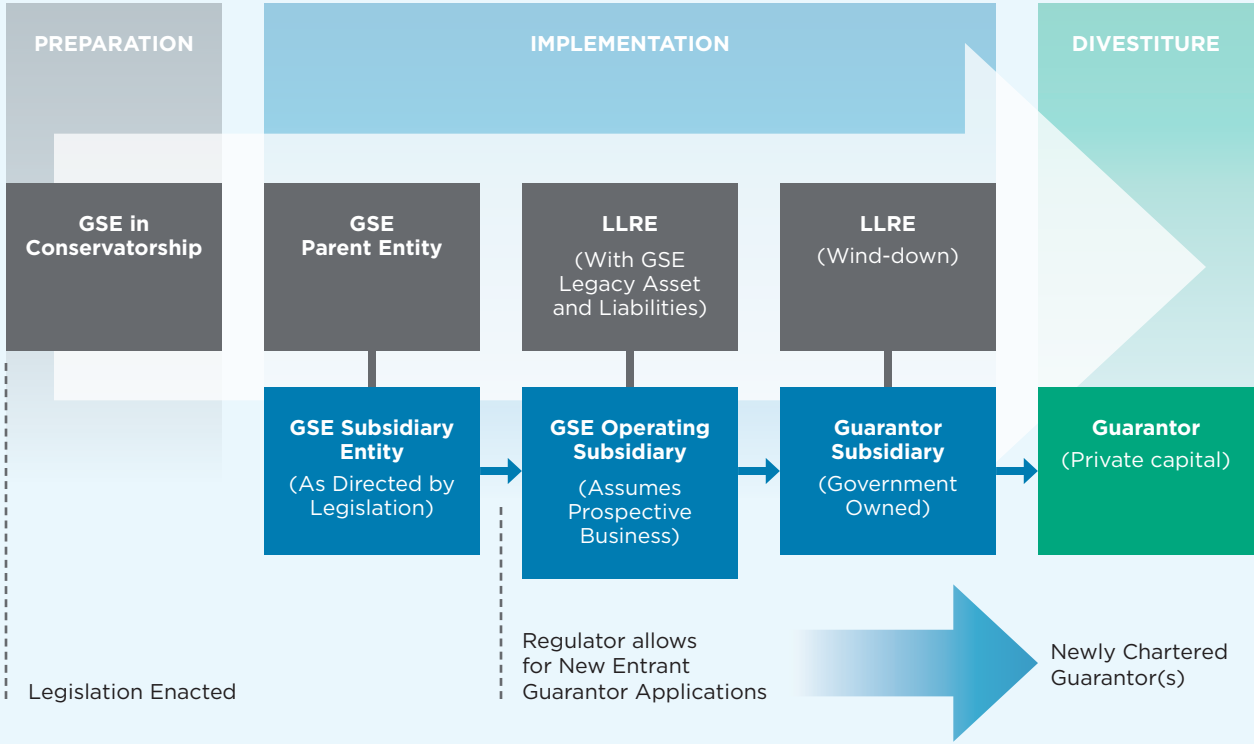 PREPARATION
IMPLEMENTATION
DIVESTITURE
GSE in
Conservatorship
GSE
Parent Entity
LLRE
(With GSE
Legacy Asset
and Liabilities)
LLRE
(Wind-down)
GSE Subsidiary
Entity
(As Directed by
Legislation)
GSE Operating
Subsidiary
(Assumes
Prospective
Business)
Guarantor
Subsidiary
(Government
Owned)
Guarantor
(Private capital)
Legislation Enacted
Regulator allows
for New Entrant
Guarantor Applications
Newly Chartered
Guarantor(s)